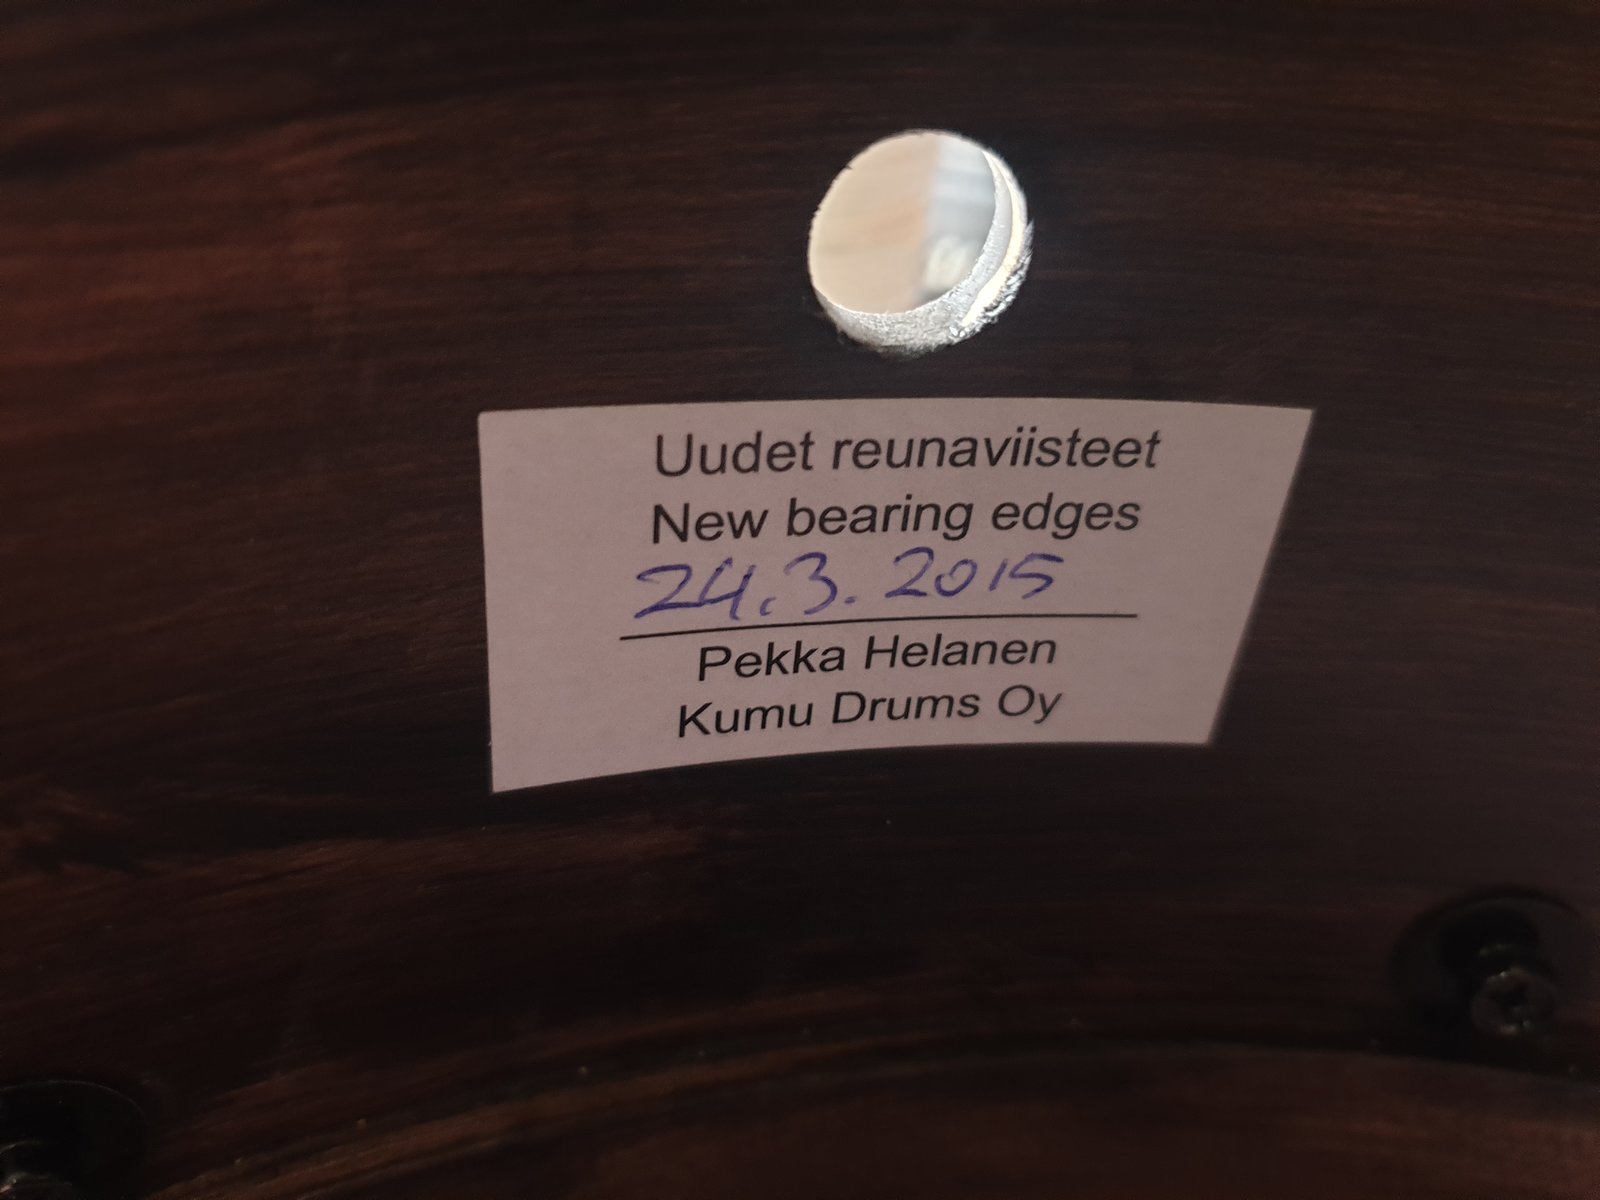 Uudet reunaviisteet
New bearing edges
24.3.2015
Pekka Helanen
Kumu Drums Oy